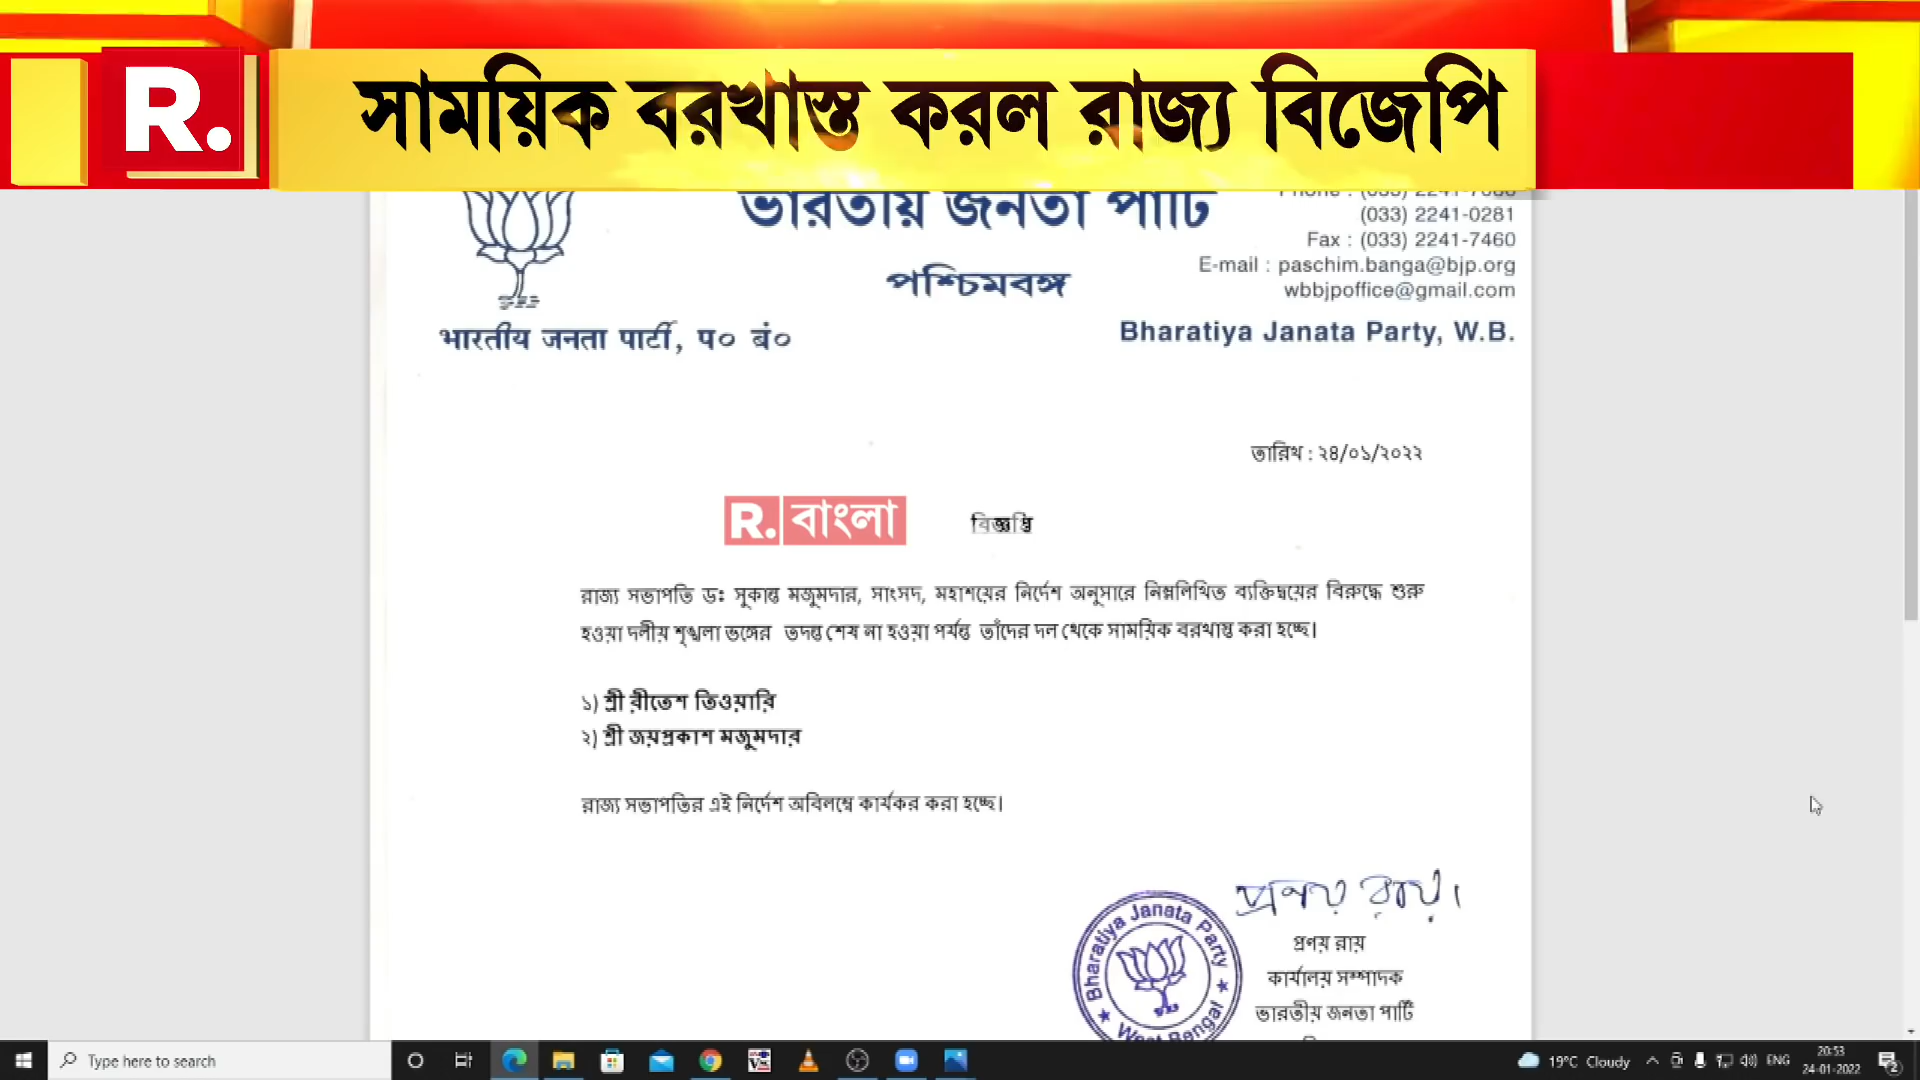 R. সাময়িক বরখাস্ত করল রাজ্য বিজেপি
ভারতীয় জনতা পার্টি
(033) 2241-0281
Fax : (033) 2241-7460
পশ্চিমবঙ্গ
E-mail : paschim.banga@bjp.org
wbbjpoffice@gmail.com
भारतीय जनता पार्टी, प० बं०
Bharatiya Janata Party, W.B.
তারিখ : ২৪/০১/২০২২
R. বাংলা
বিজ্ঞপ্তি
রাজ্য সভাপতি ডঃ সুকান্ত মজুমদার, সাংসদ, মহাশয়ের নির্দেশ অনুসারে নিম্নলিখিত ব্যক্তিদ্বয়ের বিরুদ্ধে শুরু
হওয়া দলীয় শৃঙ্খলা ভঙ্গের তদন্ত শেষ না হওয়া পর্যন্ত তাঁদের দল থেকে সাময়িক বরখাস্ত করা হচ্ছে।
১) শ্রী রীতেশ তিওয়ারি
২) শ্রী জয়প্রকাশ মজুমদার
রাজ্য সভাপতির এই নির্দেশ অবিলম্বে কার্যকর করা হচ্ছে।
প্রণয় রায়।
প্রণয় রায়
কার্যালয় সম্পাদক
ভারতীয় জনতা পার্টি
Bharatiya Janata Party
West Bengal
Type here to search
19°C Cloudy
ENG
20:53
24-01-2022
2